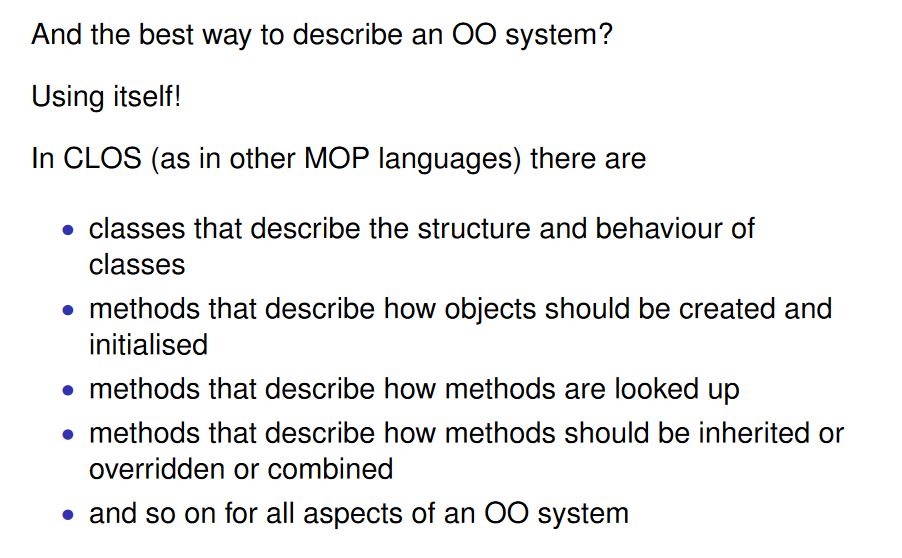 And the best way to describe an OO system?
Using itself!
In CLOS (as in other MOP languages) there are
• classes that describe the structure and behaviour of
classes
• methods that describe how objects should be created and
initialised
• methods that describe how methods are looked up
• methods that describe how methods should be inherited or
overridden or combined
• and so on for all aspects of an OO system